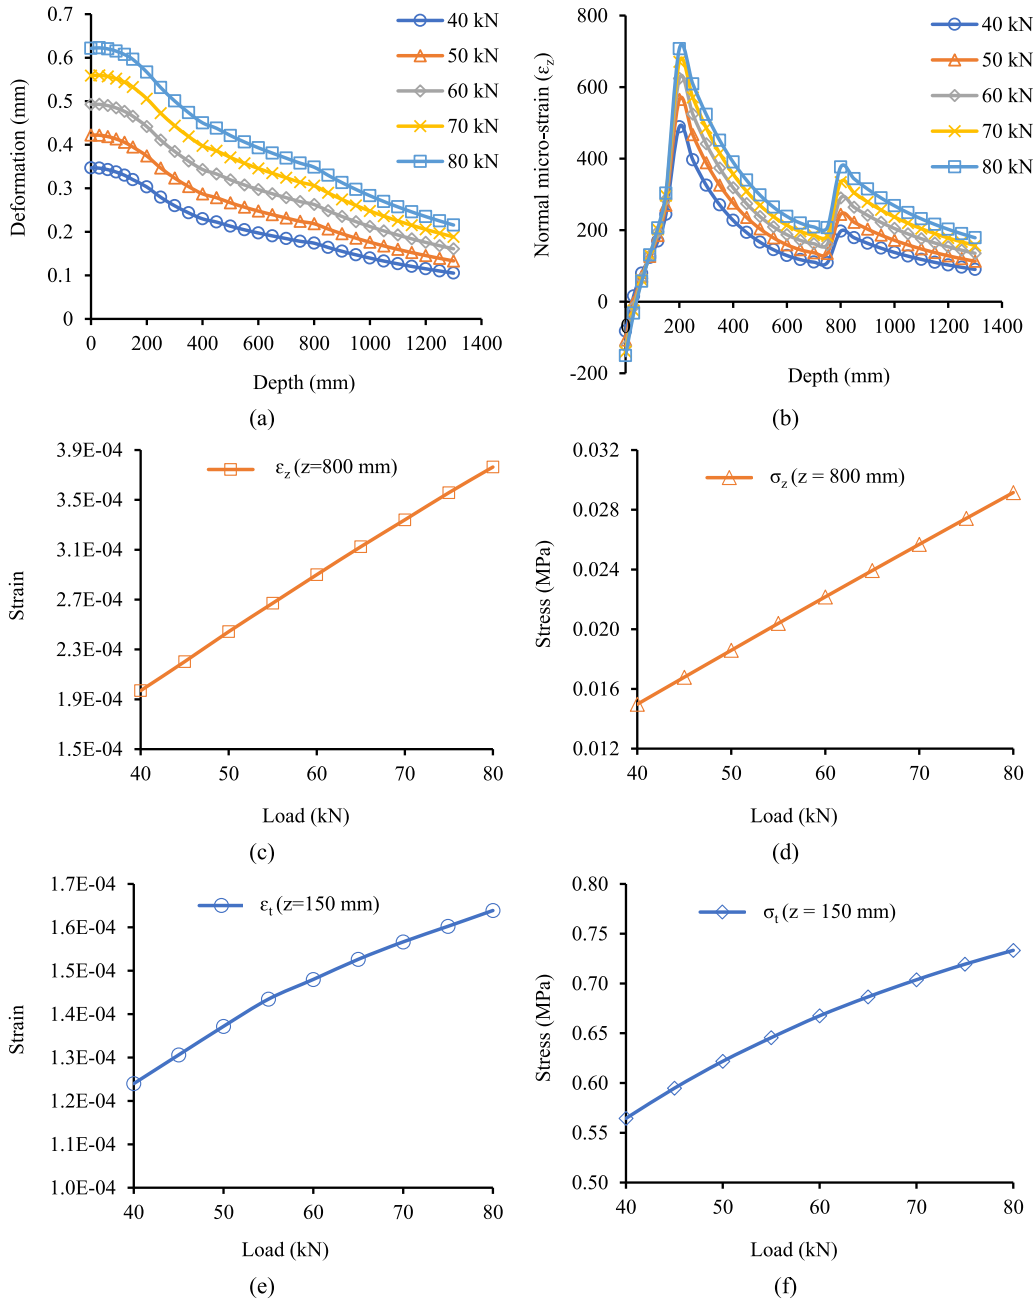 0.7
0.6
0.5
0.4
0.3
0.2
0.1
0
Deformation (mm)
0 200 400 600 800 1000 1200 1400
Depth (mm)
40 kN
50 kN
60 kN
70 kN
80 kN
(a)
800
600
400
200
0
-200
Normal micro-strain (εz)
0 200 400 600 800 1000 1200 1400
Depth (mm)
40 kN
50 kN
60 kN
70 kN
80 kN
(b)
3.9E-04
3.5E-04
3.1E-04
2.7E-04
2.3E-04
1.9E-04
1.5E-04
Strain
εz (z=800 mm)
40 50 60 70 80
Load (kN)
(c)
0.032
0.028
0.024
0.020
0.016
0.012
Stress (MPa)
σz (z = 800 mm)
40 50 60 70 80
Load (kN)
(d)
1.7E-04
1.6E-04
1.5E-04
1.4E-04
1.3E-04
1.2E-04
1.1E-04
1.0E-04
Strain
εt (z=150 mm)
40 50 60 70 80
Load (kN)
(e)
0.80
0.75
0.70
0.65
0.60
0.55
0.50
Stress (MPa)
σt (z = 150 mm)
40 50 60 70 80
Load (kN)
(f)